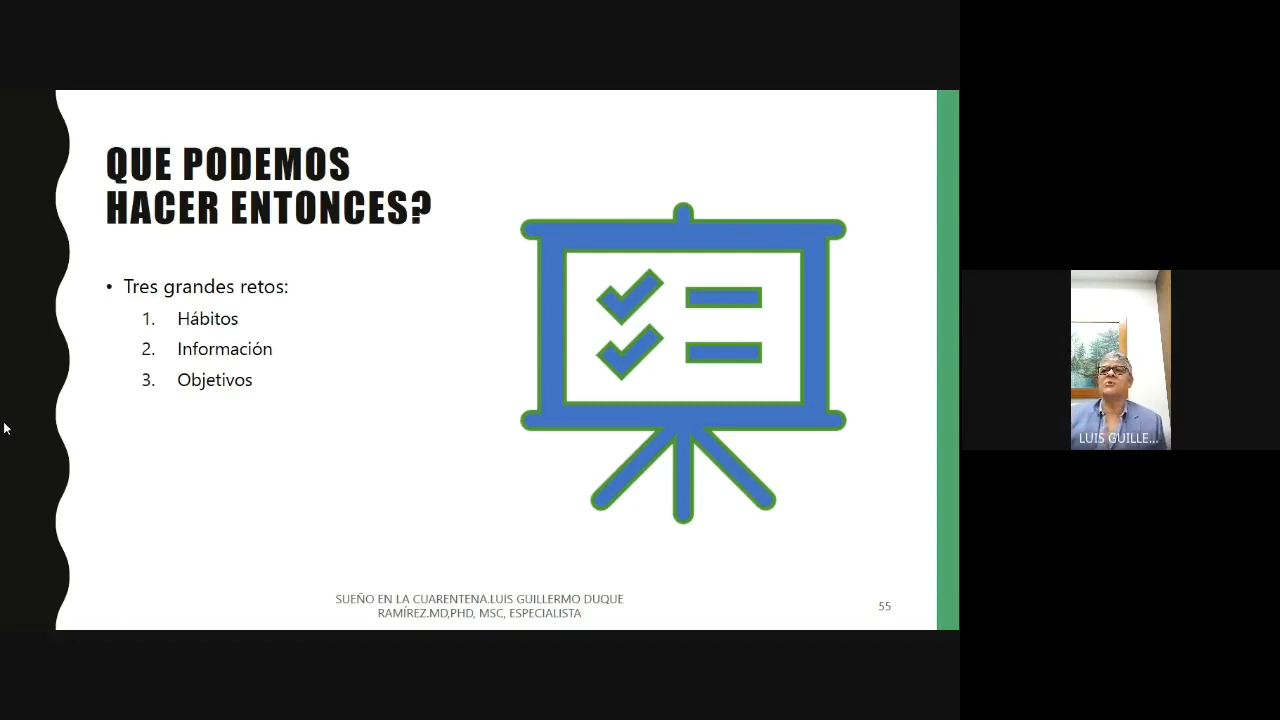 QUE PODEMOS
HACER ENTONCES?
• Tres grandes retos:
1. Hábitos
2. Información
3. Objetivos
SUEÑO EN LA CUARENTENA.LUIS GUILLERMO DUQUE
RAMÍREZ.MD,PHD, MSC, ESPECIALISTA
55
LUIS GUILLE...